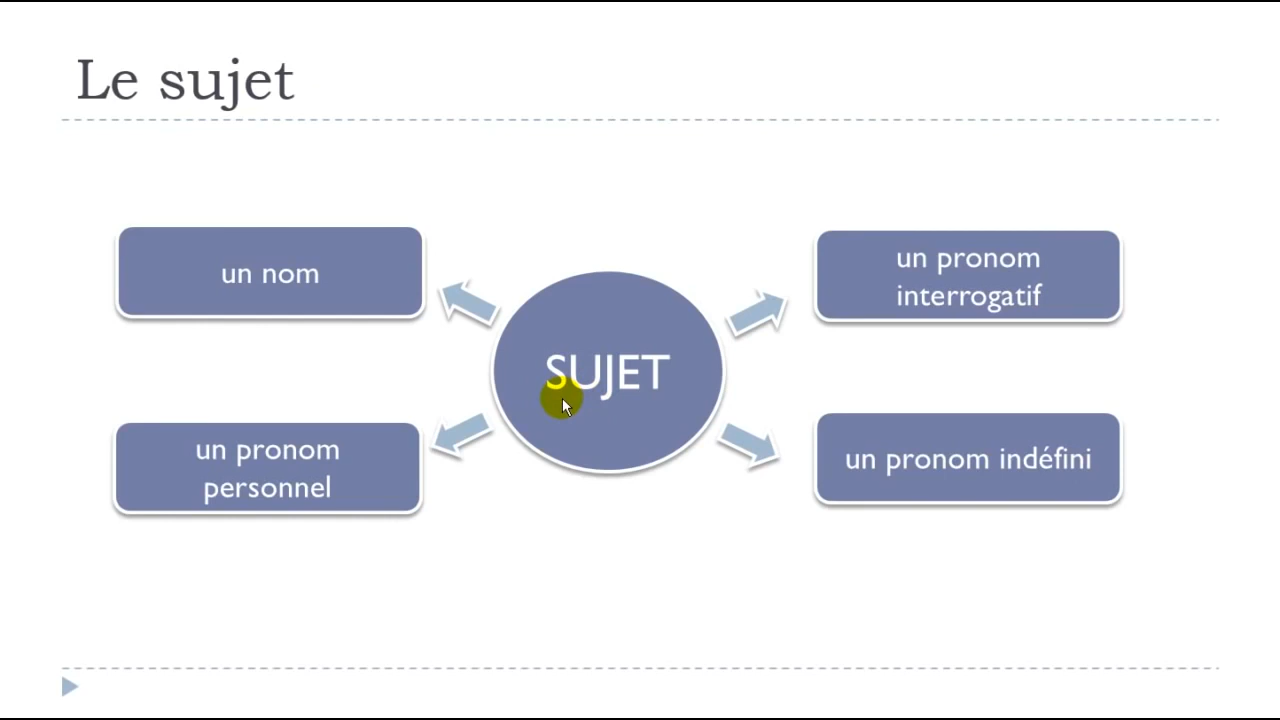 Le sujet
un nom
un pronom
personnel
SUJET
un pronom
interrogatif
un pronom indéfini